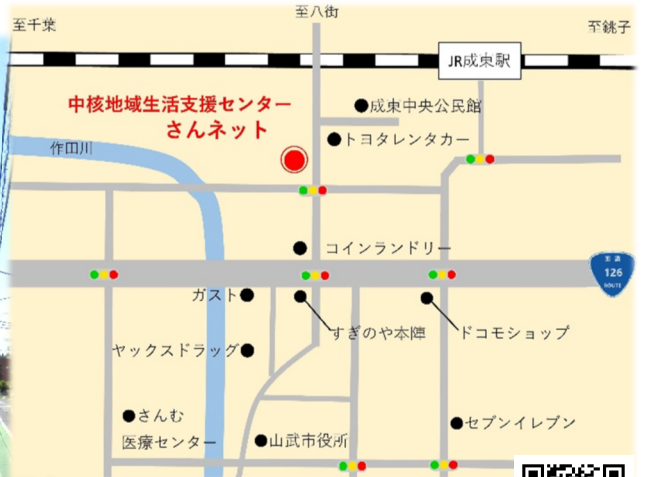 至八街
至千葉
至銚子
JR成東駅
中核地域生活支援センター
さんネット
成東中央公民館
トヨタレンタカー
作田川
コインランドリー
国道
126
ROUTE
ガスト
すぎのや本陣
ドコモショップ
ヤックスドラッグ
さんむ
医療センター
山武市役所
セブンイレブン